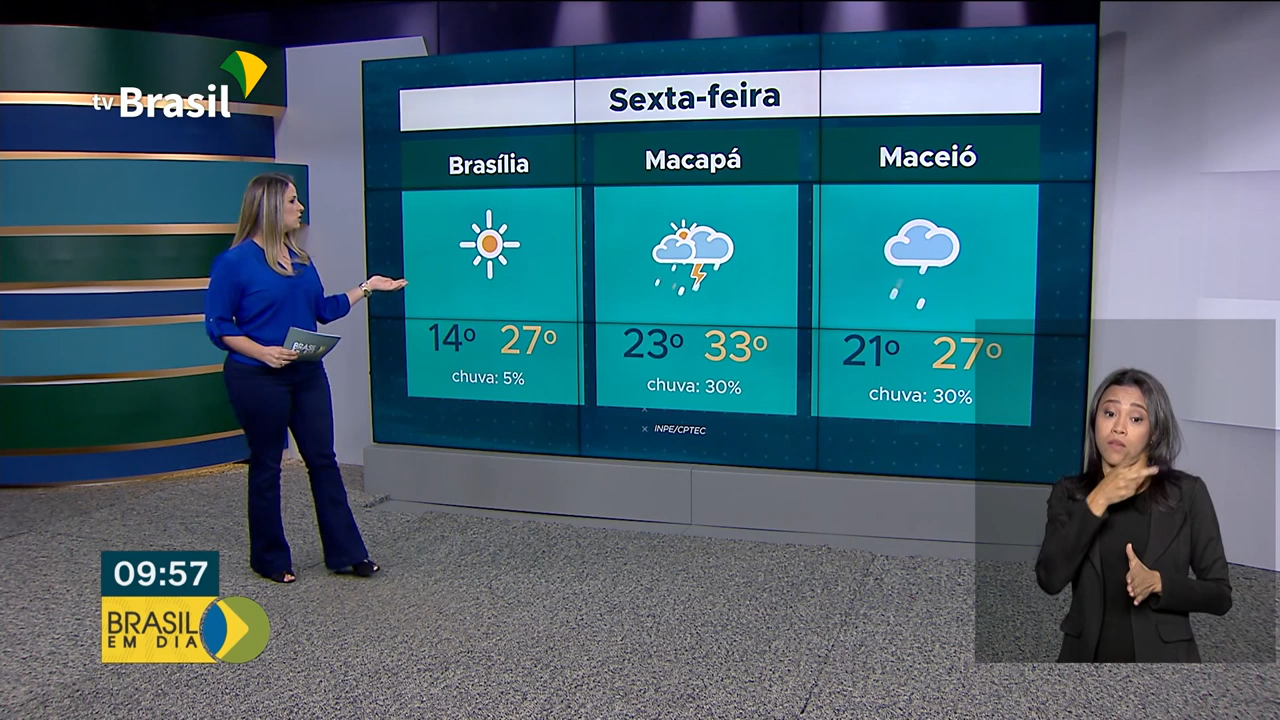 tv Brasil
Sexta-feira
Brasília
Macapá
Maceió
14º 27º
23º 33º
21º 27º
chuva: 5%
chuva: 30%
chuva: 30%
INPE/CPTEC
09:57
BRASIL
EM DIA